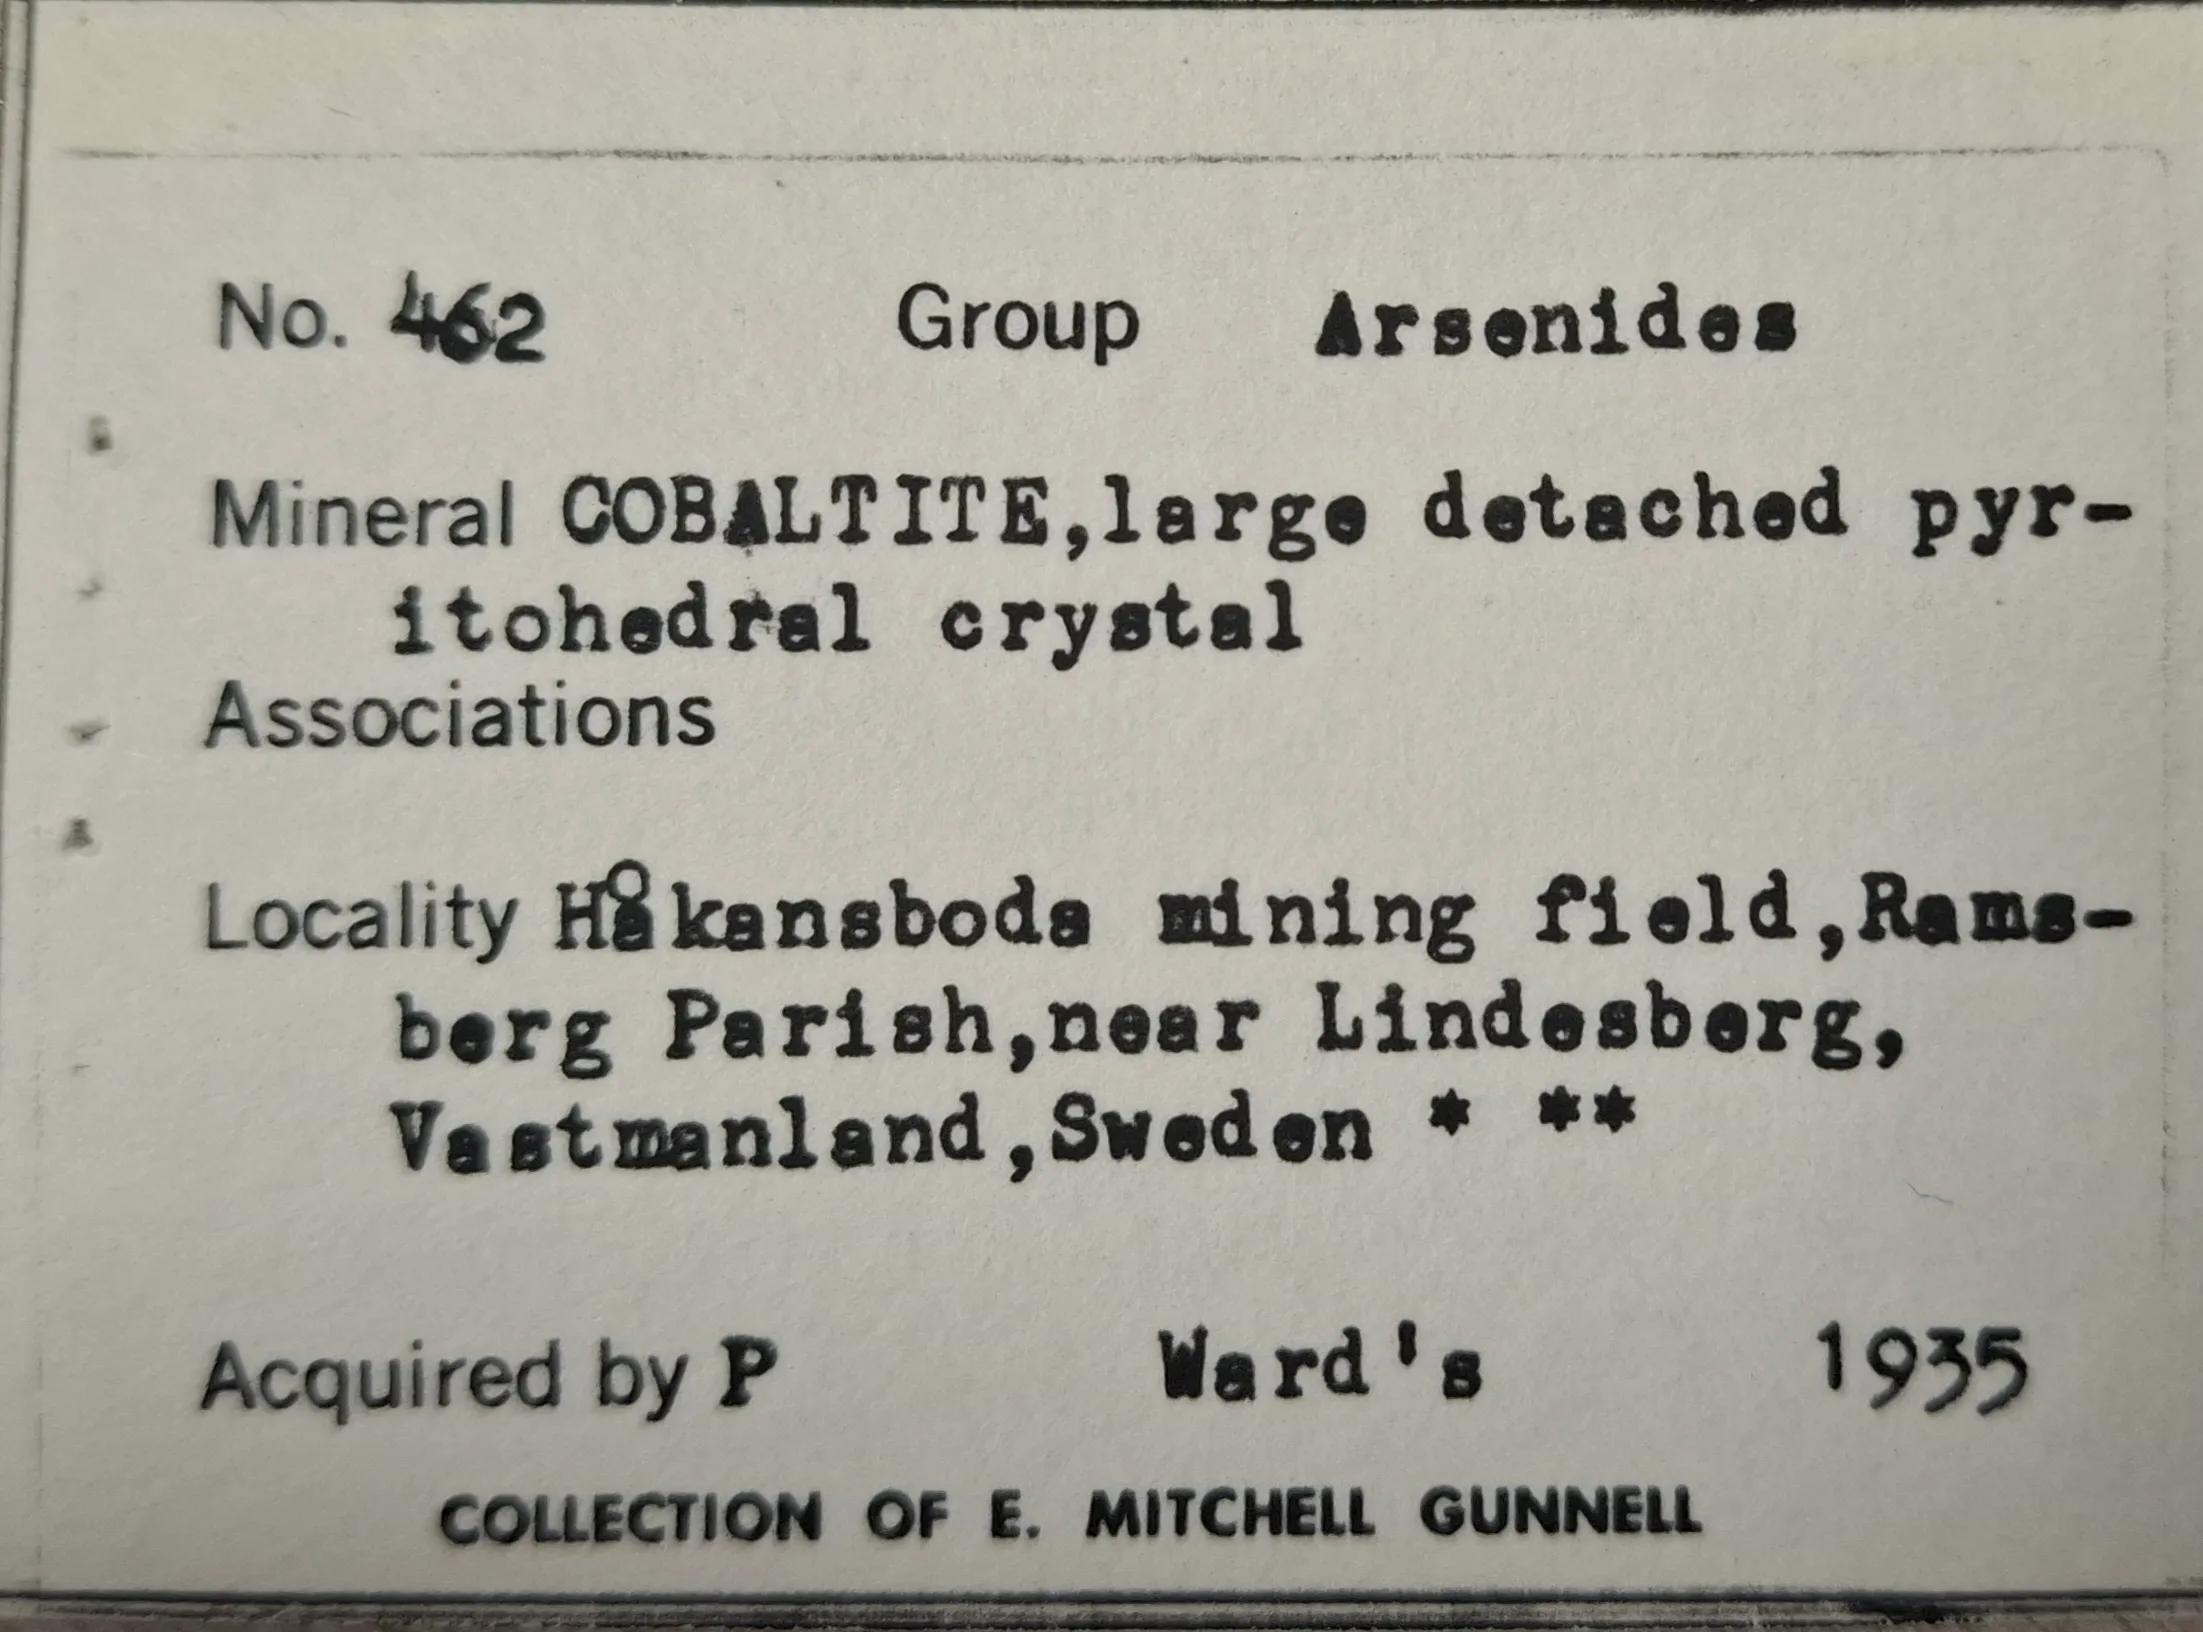 No. 462 Group Arsenides
Mineral COBALTITE,large detached pyr-
itohedral crystal
Associations
Locality Håkansboda mining field,Rams-
berg Parish,near Lindesberg,
Vastmanland,Sweden * **
Acquired by P Ward's 1935
COLLECTION OF E. MITCHELL GUNNELL